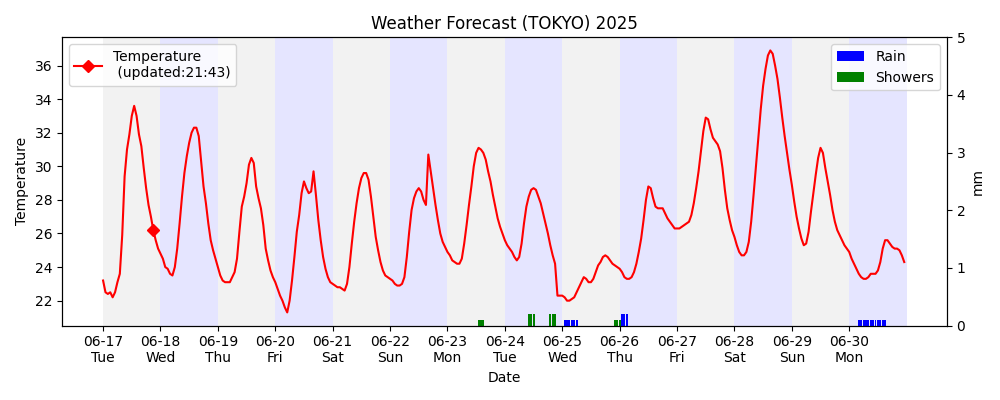 Weather Forecast (TOKYO) 2025
Temperature
(updated:21:43)
Rain
Showers
Temperature
36
34
32
30
28
26
24
22
5
4
3
2
1
0
mm
06-17 06-18 06-19 06-20 06-21 06-22 06-23 06-24 06-25 06-26 06-27 06-28 06-29 06-30
Tue Wed Thu Fri Sat Sun Mon Tue Wed Thu Fri Sat Sun Mon
Date